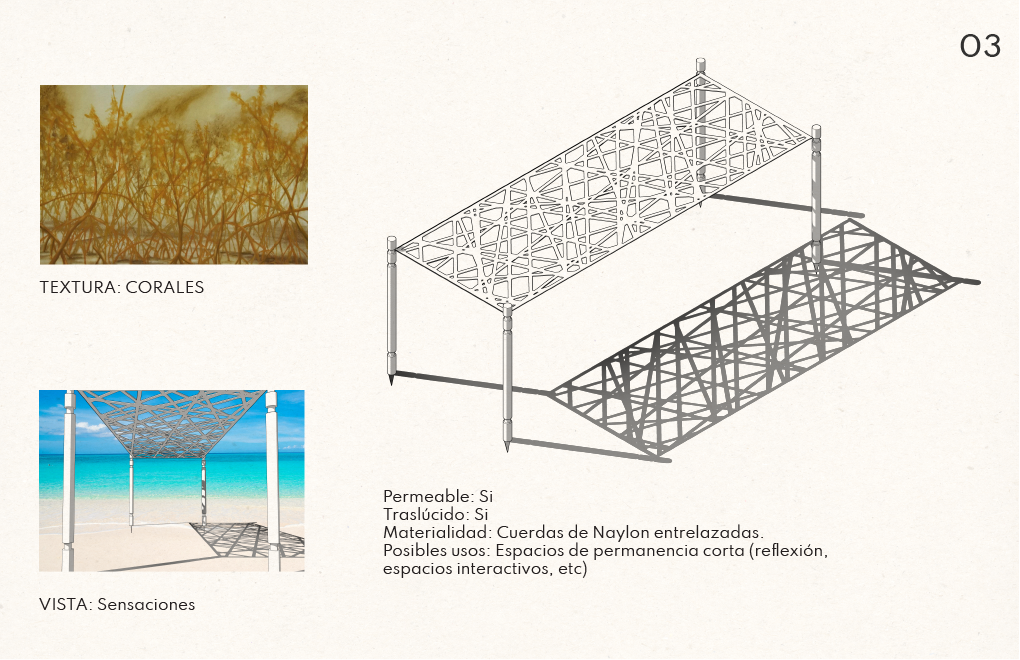 03
TEXTURA: CORALES
VISTA: Sensaciones
Permeable: Si
Traslúcido: Si
Materialidad: Cuerdas de Naylon entrelazadas.
Posibles usos: Espacios de permanencia corta (reflexión,
espacios interactivos, etc)